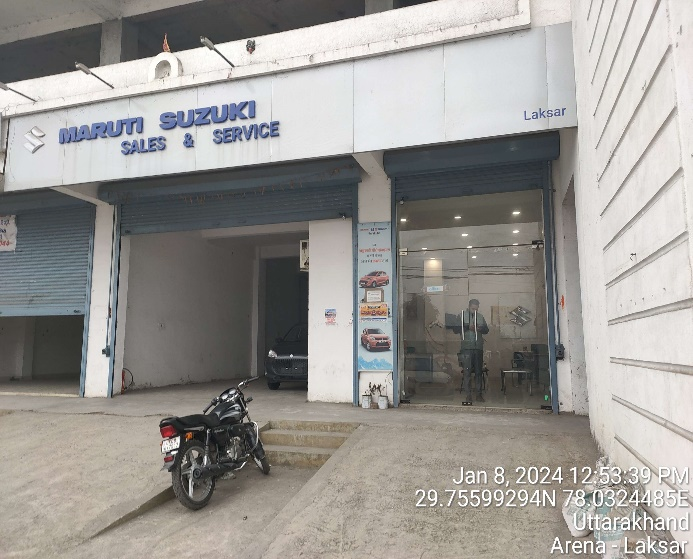 MARUTI SUZUKI
SALES & SERVICE
Laksar
Jan 8, 2024 12:53:39 PM
29.75599294N 78.0324485E
Uttarakhand
Arena - Laksar